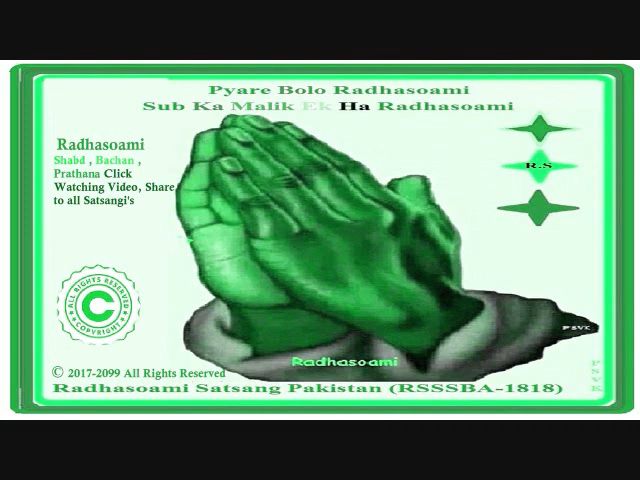 Pyare Bolo Radhasoami
Sub Ka Malik Ek Ha Radhasoami
Radhasoami
Shabd , Bachan ,
Prathana Click
Watching Video, Share
to all Satsangi's
R.S
ALL RIGHTS RESERVED
C
COPYRIGHT
PSVK
Radhasoami
PSVK
© 2017-2099 All Rights Reserved
Radhasoami Satsang Pakistan (RSSSBA-1818)